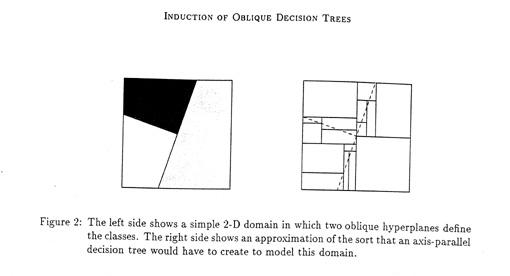 INDUCTION OF OBLIQUE DECISION TREES
Figure 2: The left side shows a simple 2-D domain in which two oblique hyperplanes define
the classes. The right side shows an approximation of the sort that an axis-parallel
decision tree would have to create to model this domain.